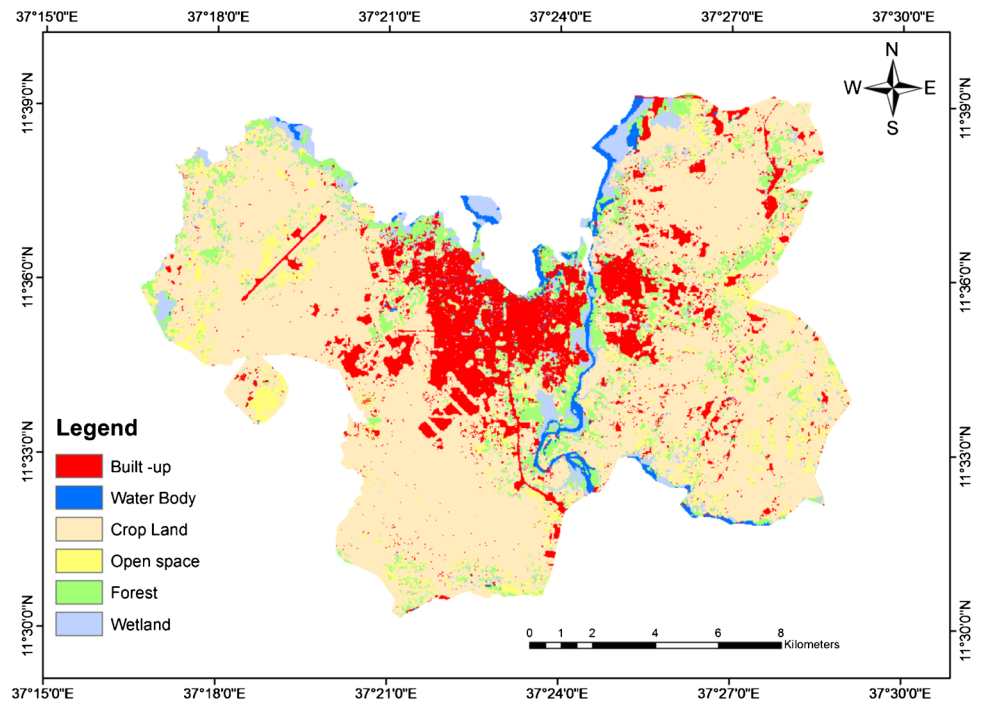 37°15'0"E 37°18'0"E 37°21'0"E 37°24'0"E 37°27'0"E 37°30'0"E
N
W E
S
11°39'0"N 11°39'0"N
11°36'0"N 11°36'0"N
11°33'0"N 11°33'0"N
11°30'0"N 11°30'0"N
Legend
Built -up
Water Body
Crop Land
Open space
Forest
Wetland
0 1 2 4 6 8
Kilometers
37°15'0"E 37°18'0"E 37°21'0"E 37°24'0"E 37°27'0"E 37°30'0"E